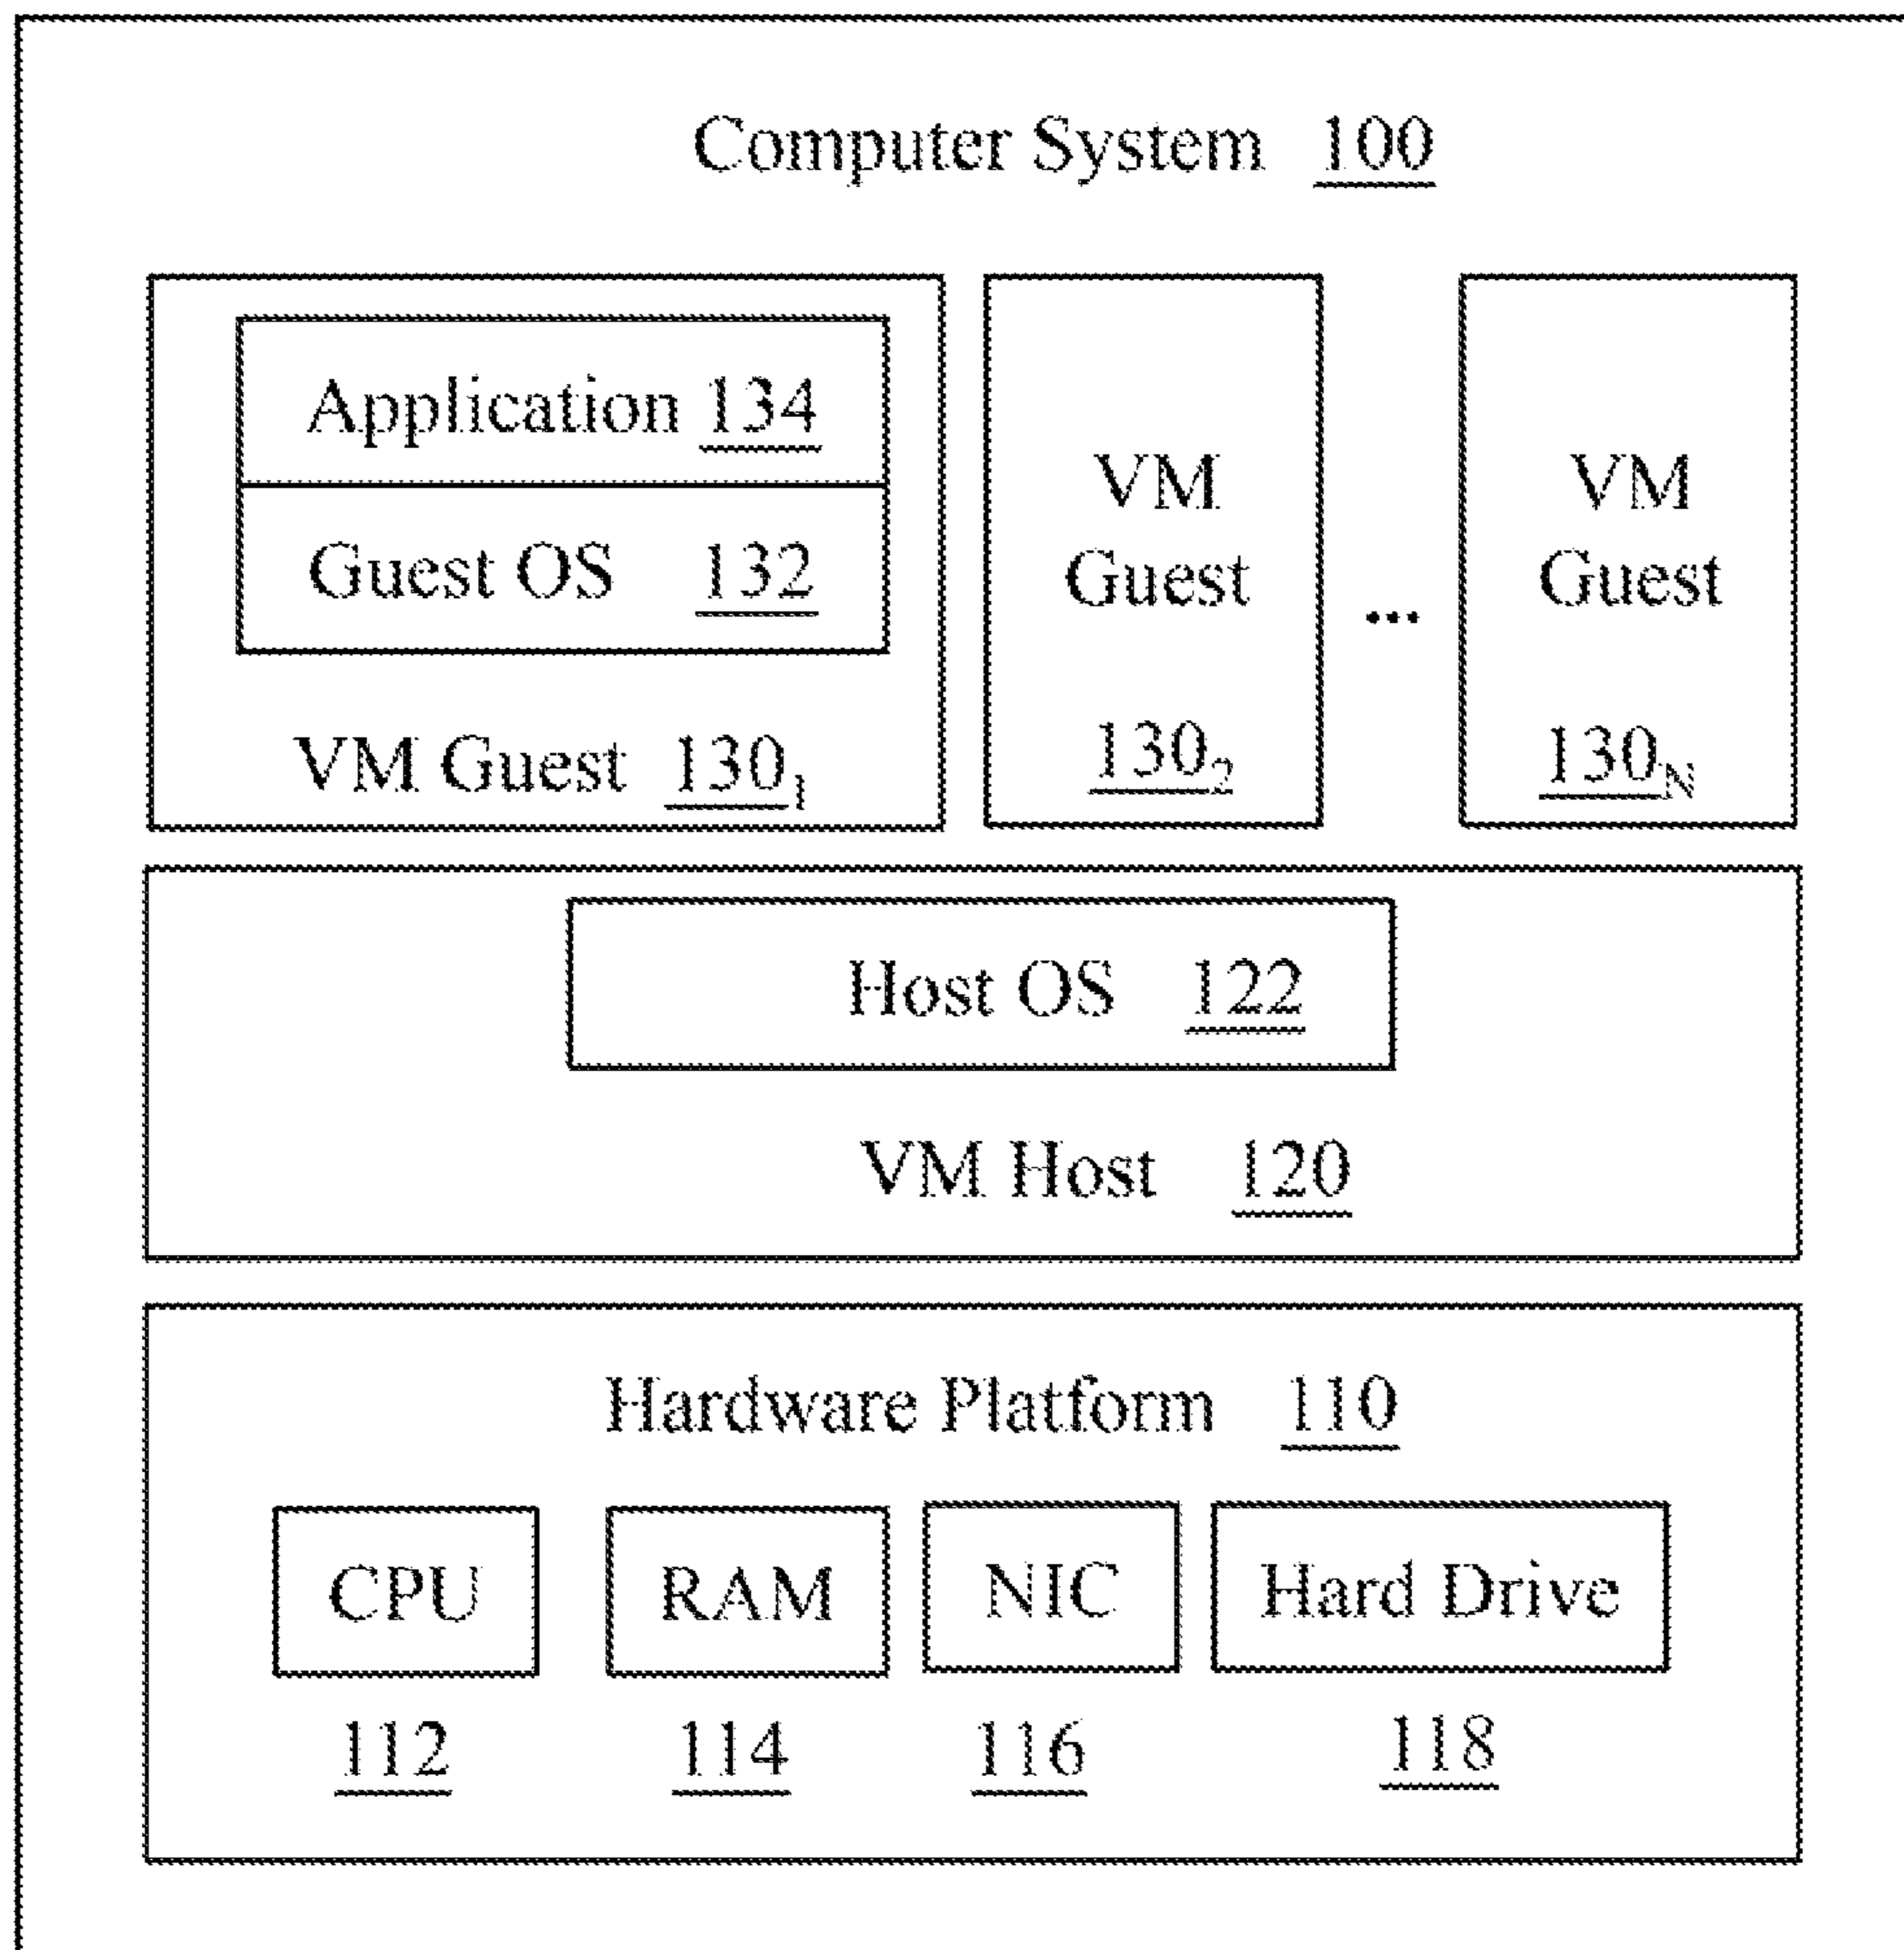 Computer System 100
Application 134
Guest OS 132
VM Guest 130₁
VM
Guest
130₂
...
VM
Guest
130ₙ
Host OS 122
VM Host 120
Hardware Platform 110
CPU
RAM
NIC
Hard Drive
112
114
116
118